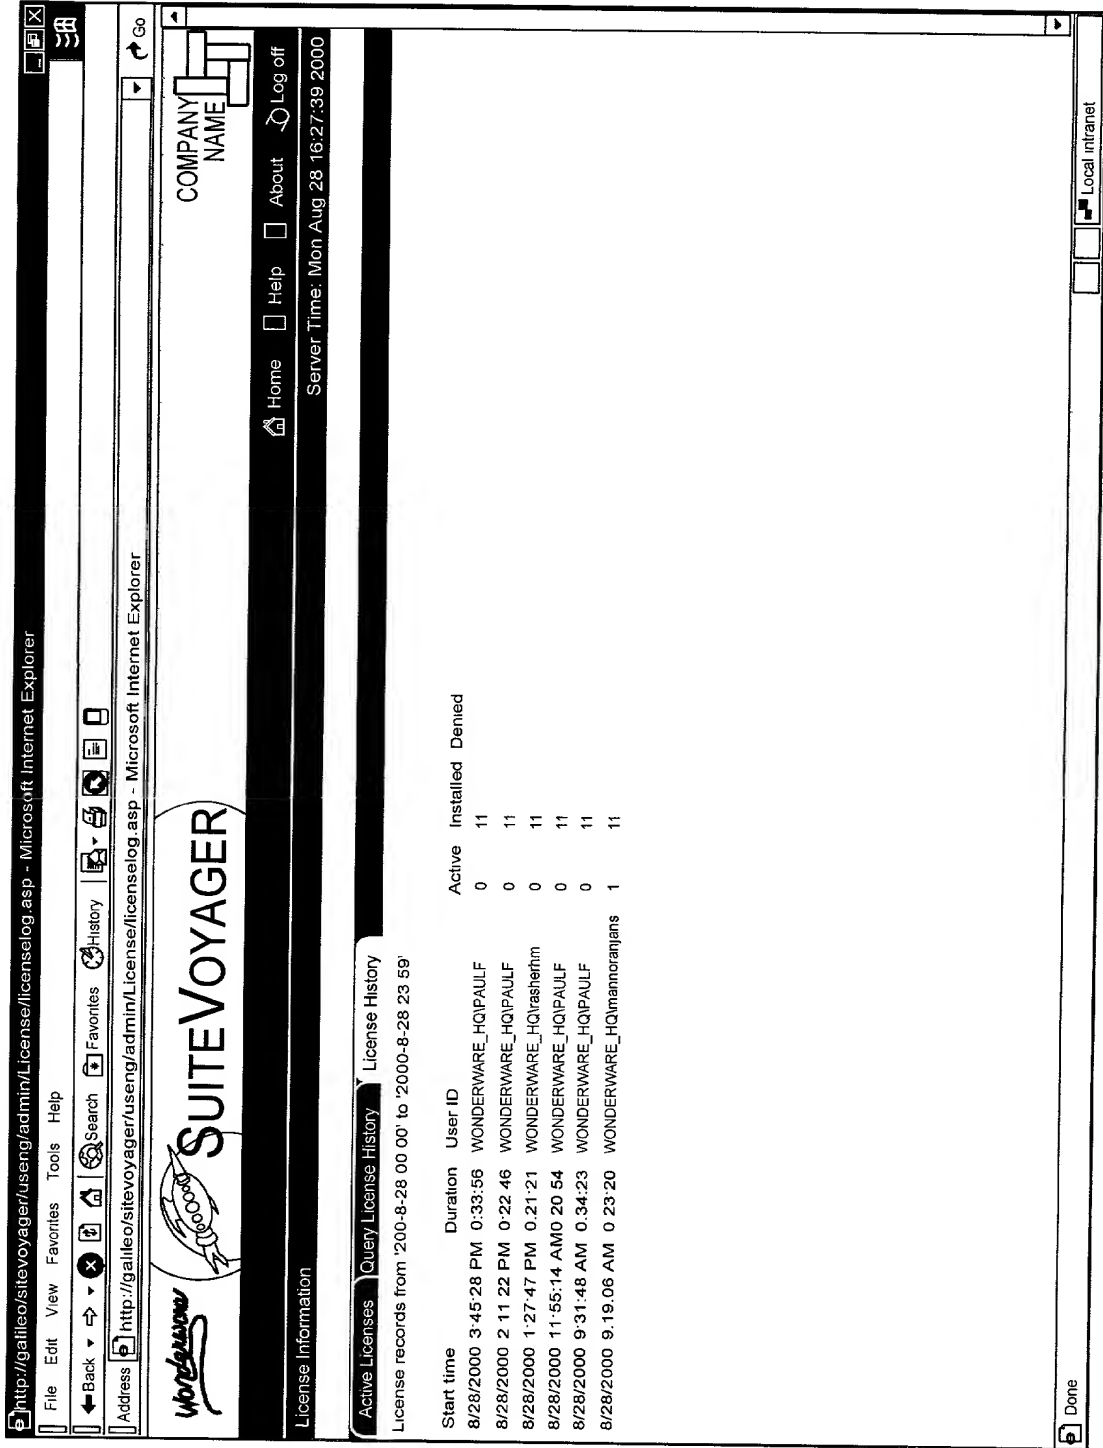 http://galileo/sitevoyager/useng/admin/License/licenselog.asp - Microsoft Internet Explorer
File Edit View Favorites Tools Help
Back Search Favorites History
Address http://galileo/sitevoyager/useng/admin/License/licenselog.asp - Microsoft Internet Explorer Go
Wonderware SUITEVOYAGER COMPANY NAME
Home Help About Log off
License Information Server Time: Mon Aug 28 16:27:39 2000
Active Licenses Query License History License History
License records from '200-8-28 00 00' to '2000-8-28 23 59'
Start time Duration User ID Active Installed Denied
8/28/2000 3:45:28 PM 0:33:56 WONDERWARE_HQ\PAULF 0 11
8/28/2000 2 11 22 PM 0:22 46 WONDERWARE_HQ\PAULF 0 11
8/28/2000 1:27:47 PM 0.21:21 WONDERWARE_HQ\rasherhm 0 11
8/28/2000 11:55:14 AM0 20 54 WONDERWARE_HQ\PAULF 0 11
8/28/2000 9:31:48 AM 0.34:23 WONDERWARE_HQ\PAULF 0 11
8/28/2000 9.19.06 AM 0 23:20 WONDERWARE_HQ\mannoranjans 1 11
Done Local intranet